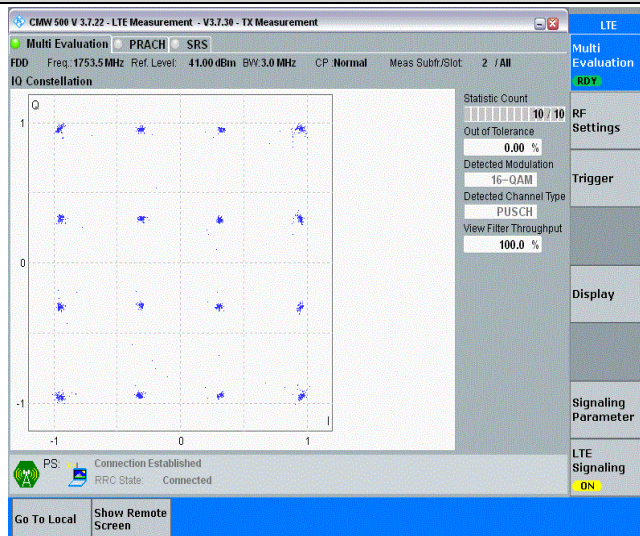 CMW 500 V 3.7.22 - LTE Measurement - V3.7.30 - TX Measurement
LTE
Multi Evaluation PRACH SRS
Multi
Evaluation
RDY
FDD Freq.:1753.5 MHz Ref. Level: 41.00 dBm BW:3.0 MHz CP :Normal Meas Subfr./Slot: 2 / All
IQ Constellation
Q
1
0
-1
-1 0 1
I
Statistic Count
10 / 10
Out of Tolerance
0.00 %
Detected Modulation
16-QAM
Detected Channel Type
PUSCH
View Filter Throughput
100.0 %
RF
Settings
Trigger
Display
Signaling
Parameter
LTE
Signaling
ON
PS: Connection Established
RRC State: Connected
Go To Local
Show Remote
Screen